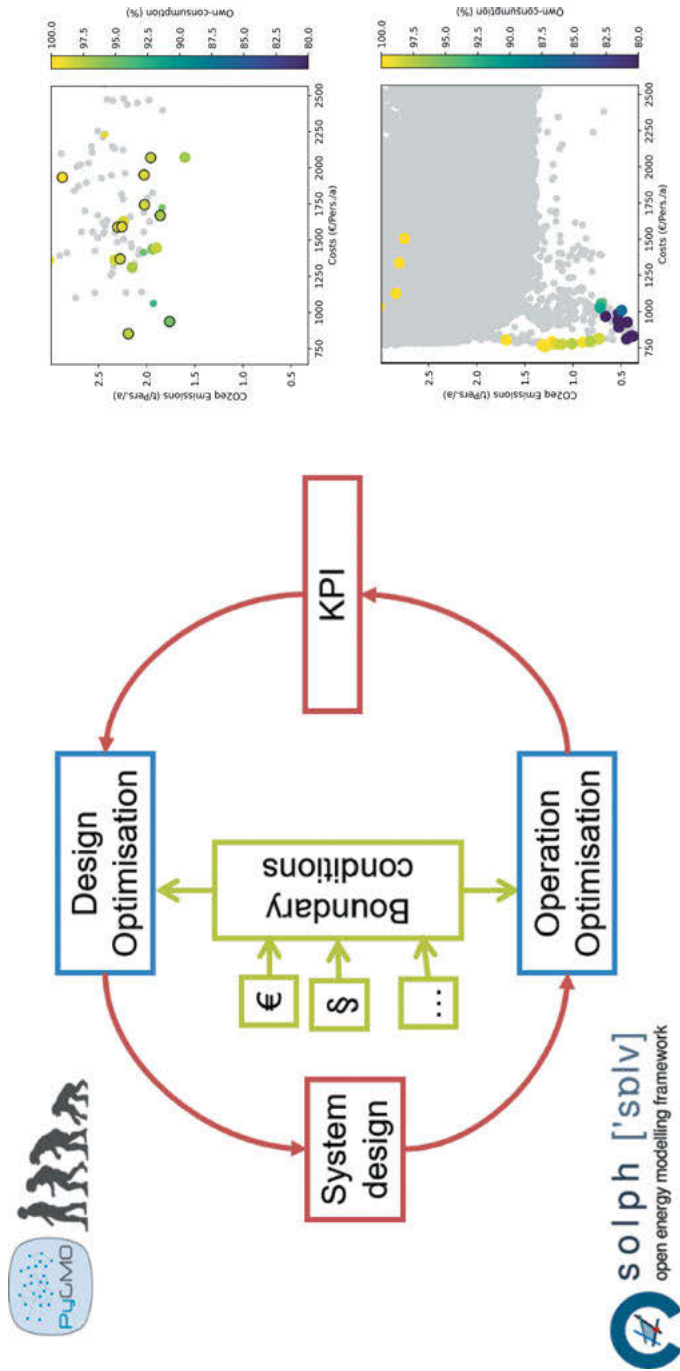 PyGMO
Design
Optimisation
System
design
€
§
...
Boundary
conditions
KPI
Operation
Optimisation
solph ['sɒlv]
open energy modelling framework
CO2eq Emissions (t/Pers./a)
2.5
2.0
1.5
1.0
0.5
750
1000
1250
1500
1750
2000
2250
2500
Costs (€/Pers./a)
100.0
97.5
95.0
92.5
90.0
87.5
85.0
82.5
80.0
Own-consumption (%)
CO2eq Emissions (t/Pers./a)
2.5
2.0
1.5
1.0
0.5
750
1000
1250
1500
1750
2000
2250
2500
Costs (€/Pers./a)
100.0
97.5
95.0
92.5
90.0
87.5
85.0
82.5
80.0
Own-consumption (%)